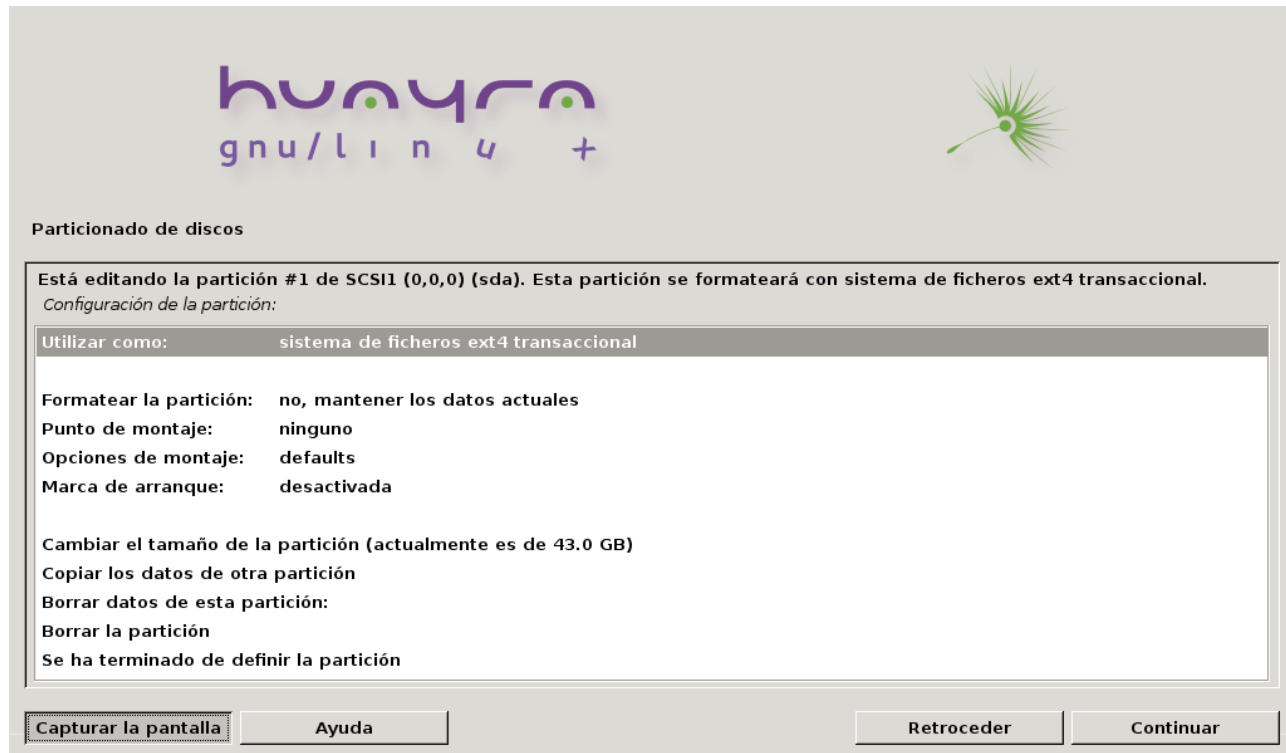 huayra
gnu/linux +
Particionado de discos
Está editando la partición #1 de SCSI1 (0,0,0) (sda). Esta partición se formateará con sistema de ficheros ext4 transaccional.
Configuración de la partición:
Utilizar como: sistema de ficheros ext4 transaccional
Formatear la partición: no, mantener los datos actuales
Punto de montaje: ninguno
Opciones de montaje: defaults
Marca de arranque: desactivada
Cambiar el tamaño de la partición (actualmente es de 43.0 GB)
Copiar los datos de otra partición
Borrar datos de esta partición:
Borrar la partición
Se ha terminado de definir la partición
Capturar la pantalla Ayuda Retroceder Continuar